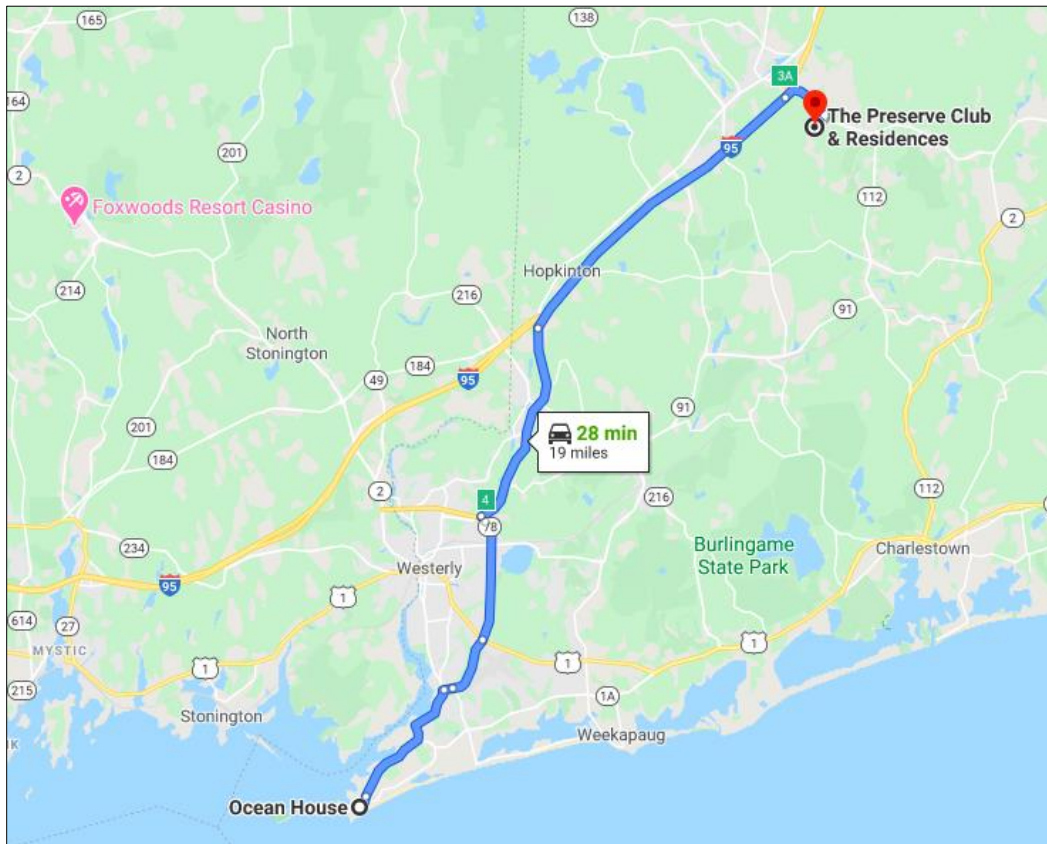 165
138
3A
The Preserve Club
& Residences
164
95
201
2
112
2
Foxwoods Resort Casino
214
Hopkinton
216
91
North
Stonington
184
95
49
28 min
19 miles
91
201
184
2
4
216
112
78
Burlingame
State Park
Charlestown
234
Westerly
95
1
614
27
1
MYSTIC
1
1
215
1A
Stonington
Weekapaug
Ocean House